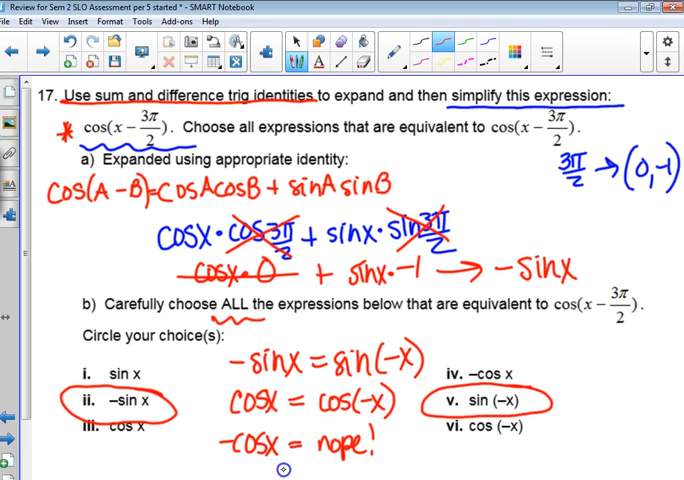 Review for Sem 2 SLO Assessment per 5 started * - SMART Notebook
File Edit View Insert Format Tools Add-ons Help
17. Use sum and difference trig identities to expand and then simplify this expression:
* cos(x − 3π/2). Choose all expressions that are equivalent to cos(x − 3π/2).
a) Expanded using appropriate identity:
3π/2 → (0,-1)
cos(A − B) = cosAcosB + sinAsinB
cosx · cos 3π/2 + sinx · sin 3π/2
cosx · 0 + sinx · -1 → -sinx
b) Carefully choose ALL the expressions below that are equivalent to cos(x − 3π/2).
Circle your choice(s):
-sinx = sin(-x)
i. sin x
iv. –cos x
ii. –sin x
cosx = cos(-x)
v. sin (–x)
iii. cos x
-cosx = nope!
vi. cos (–x)